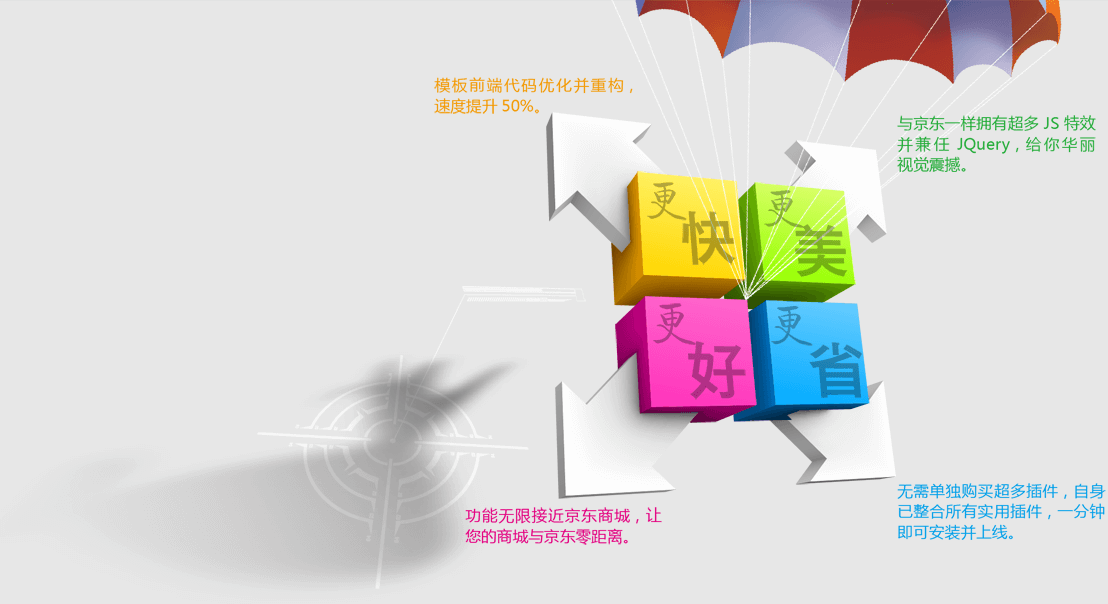 模板前端代码优化并重构，
速度提升 50%。
与京东一样拥有超多 JS 特效
并兼任 JQuery，给你华丽
视觉震撼。
更
快
更
美
更
好
更
省
功能无限接近京东商城，让
您的商城与京东零距离。
无需单独购买超多插件，自身
已整合所有实用插件，一分钟
即可安装并上线。